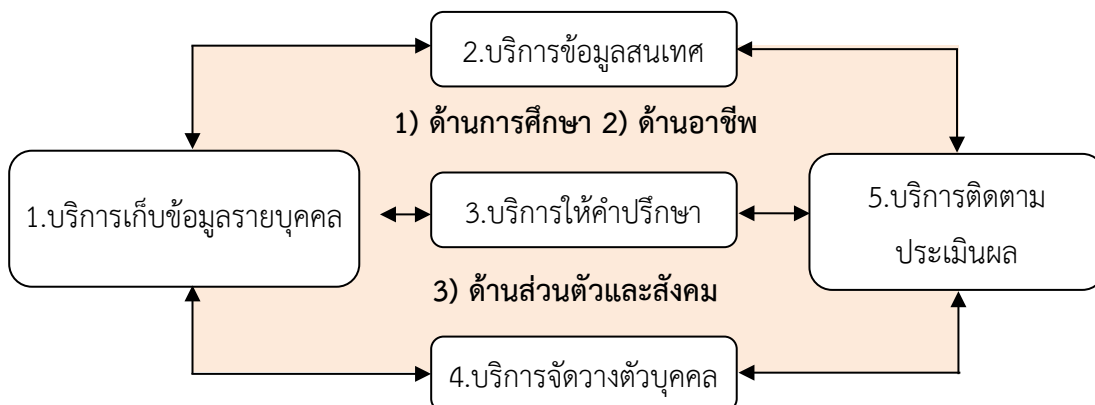 2.บริการข้อมูลสนเทศ
1) ด้านการศึกษา 2) ด้านอาชีพ
1.บริการเก็บข้อมูลรายบุคคล
3.บริการให้คำปรึกษา
5.บริการติดตาม
ประเมินผล
3) ด้านส่วนตัวและสังคม
4.บริการจัดวางตัวบุคคล